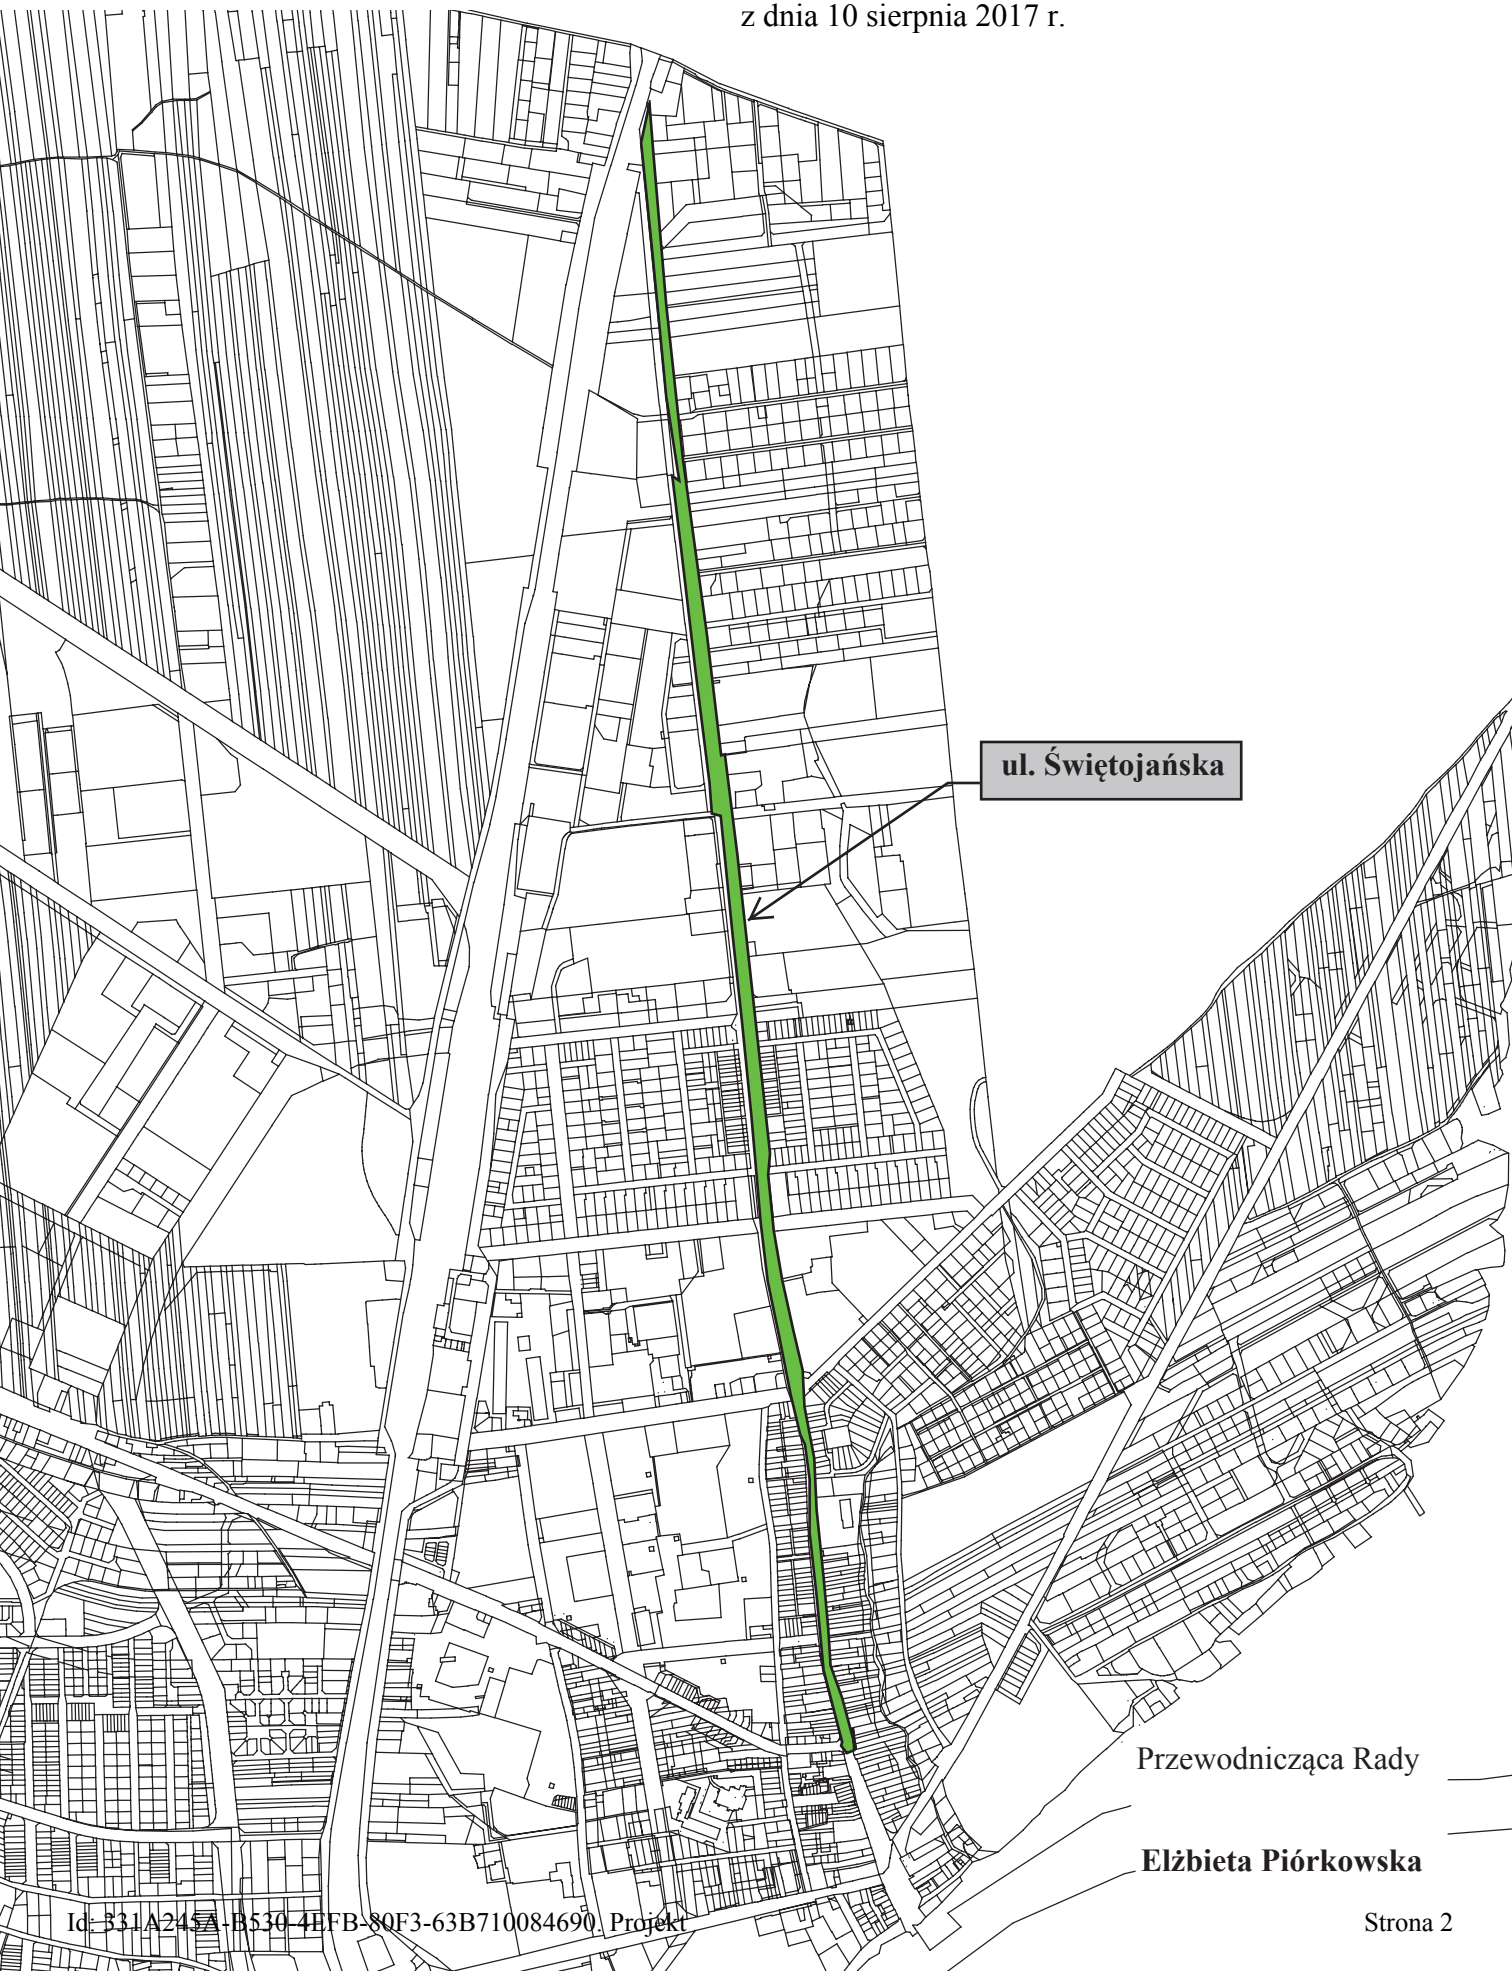 z dnia 10 sierpnia 2017 r.
ul. Świętojańska
Przewodnicząca Rady
Elżbieta Piórkowska
Id: 331A245A-B530-4EFB-80F3-63B710084690. Projekt
Strona 2